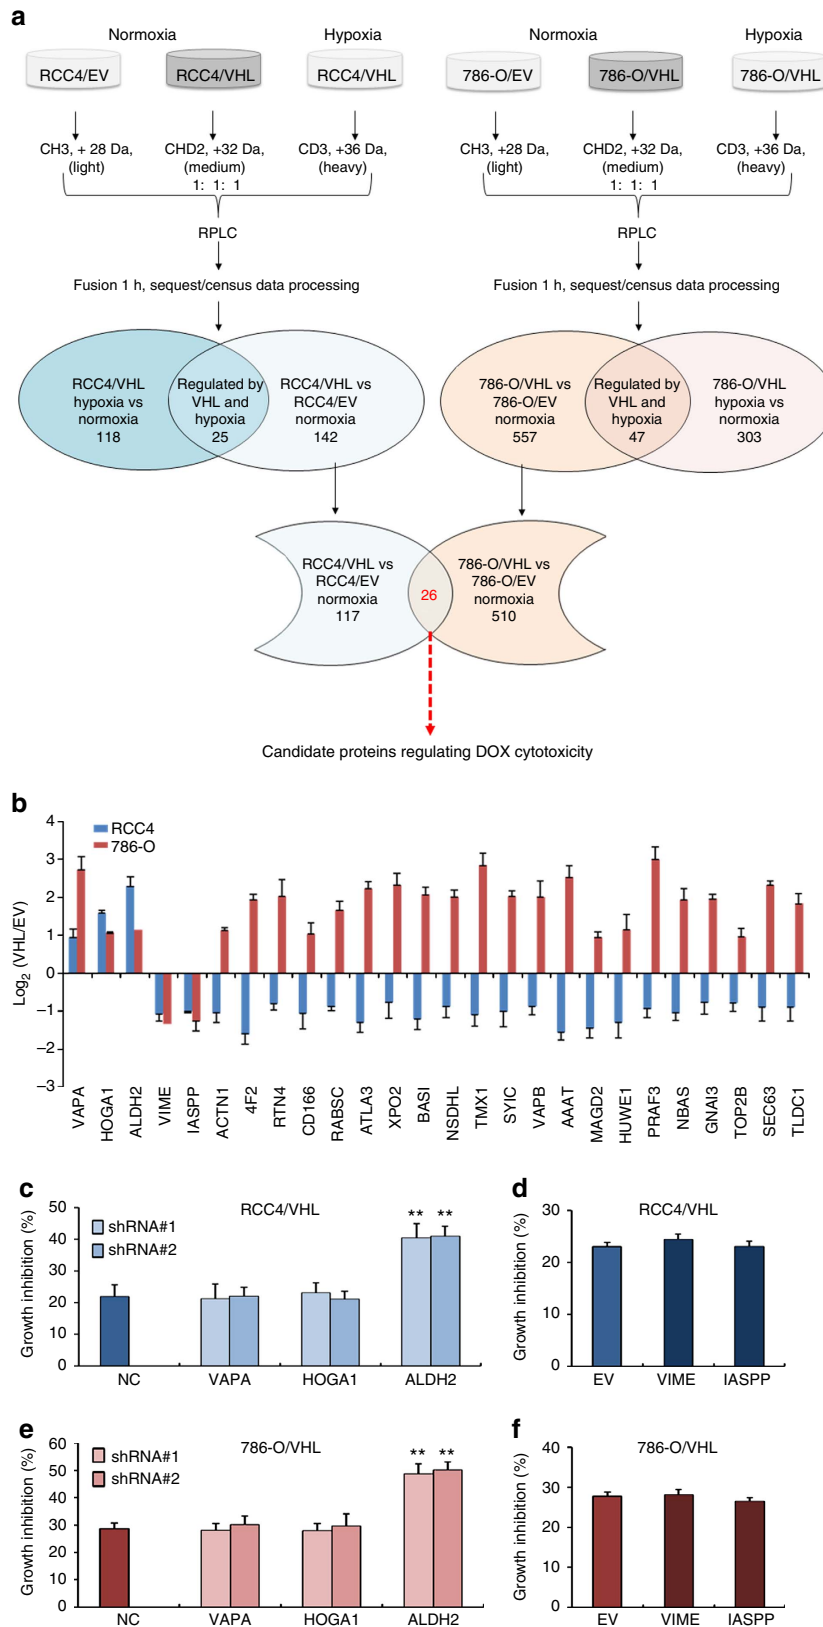 a
Normoxia Hypoxia Normoxia Hypoxia
RCC4/EV RCC4/VHL RCC4/VHL 786-O/EV 786-O/VHL 786-O/VHL
CH3, + 28 Da, (light)
CHD2, +32 Da, (medium)
CD3, +36 Da, (heavy)
CH3, +28 Da, (light)
CHD2, +32 Da, (medium)
CD3, +36 Da, (heavy)
1: 1: 1
1: 1: 1
RPLC
RPLC
Fusion 1 h, sequest/census data processing
Fusion 1 h, sequest/census data processing
RCC4/VHL
hypoxia vs
normoxia
118
Regulated by
VHL and
hypoxia
25
RCC4/VHL vs
RCC4/EV
normoxia
142
786-O/VHL vs
786-O/EV
normoxia
557
Regulated by
VHL and
hypoxia
47
786-O/VHL
hypoxia vs
normoxia
303
RCC4/VHL vs
RCC4/EV
normoxia
117
26
786-O/VHL vs
786-O/EV
normoxia
510
Candidate proteins regulating DOX cytotoxicity
b
RCC4
786-O
Log2 (VHL/EV)
4
3
2
1
0
−1
−2
−3
VAPA
HOGA1
ALDH2
VIME
IASPP
ACTN1
4F2
RTN4
CD166
RABSC
ATLA3
XPO2
BASI
NSDHL
TMX1
SYIC
VAPB
AAAT
MAGD2
HUWE1
PRAF3
NBAS
GNAI3
TOP2B
SEC63
TLDC1
c
RCC4/VHL
shRNA#1
shRNA#2
** **
Growth inhibition (%)
50
40
30
20
10
0
NC VAPA HOGA1 ALDH2
d
RCC4/VHL
Growth inhibition (%)
30
20
10
0
EV VIME IASPP
e
786-O/VHL
shRNA#1
shRNA#2
** **
Growth inhibition (%)
60
50
40
30
20
10
0
NC VAPA HOGA1 ALDH2
f
786-O/VHL
Growth inhibition (%)
40
30
20
10
0
EV VIME IASPP